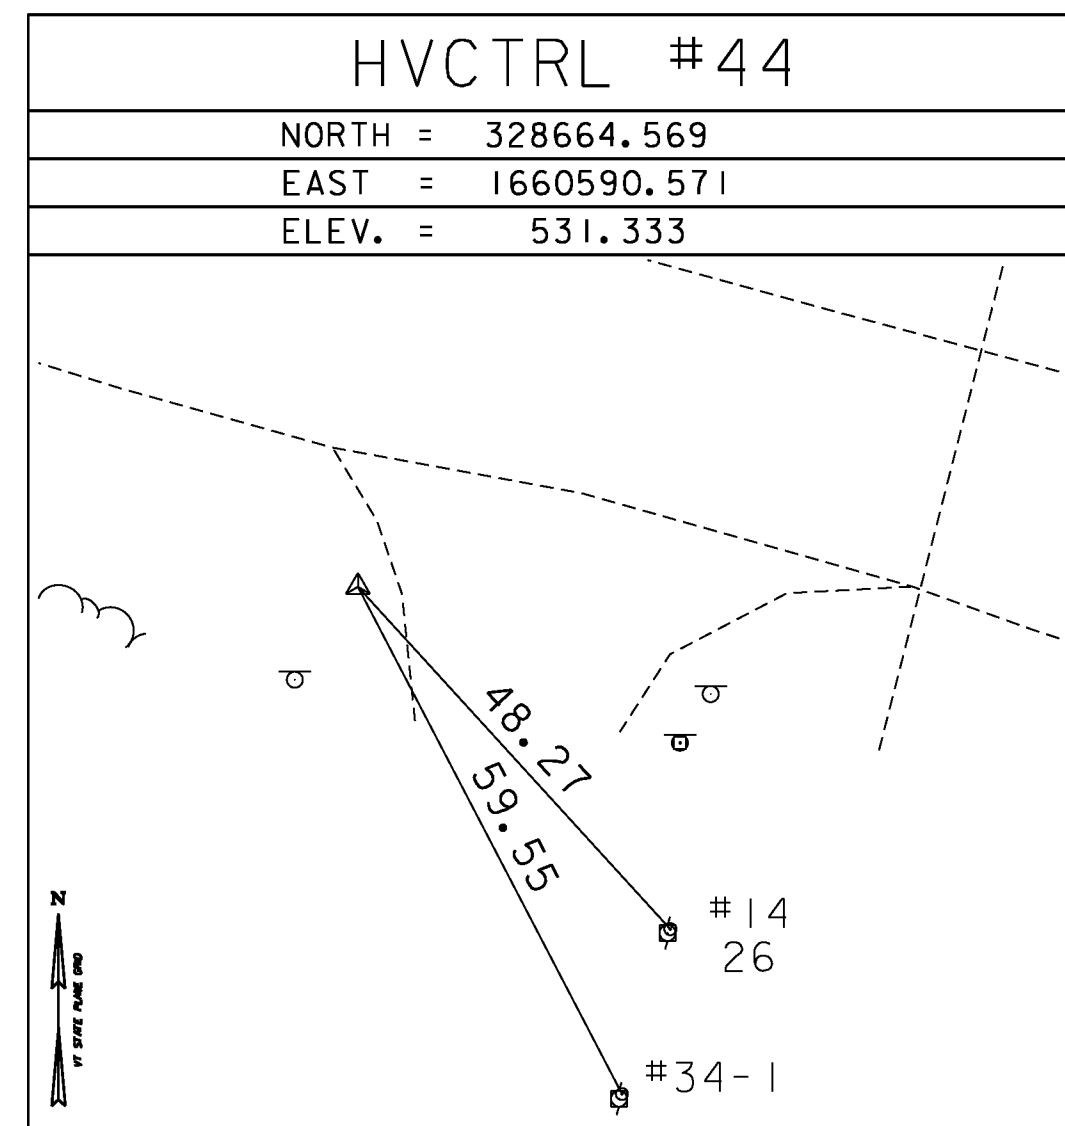 HVCTRL #44
NORTH = 328664.569
EAST = 1660590.571
ELEV. = 531.333
48.27
59.55
N
VT STATE PLANE GRID
#14
26
#34-1